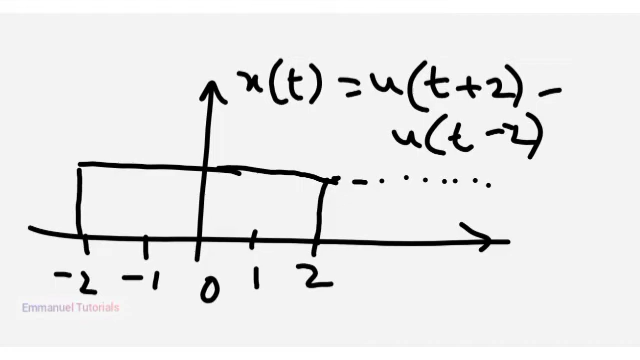 x(t) = u(t+2) -
u(t-2)
-2 -1 0 1 2
Emmanuel Tutorials